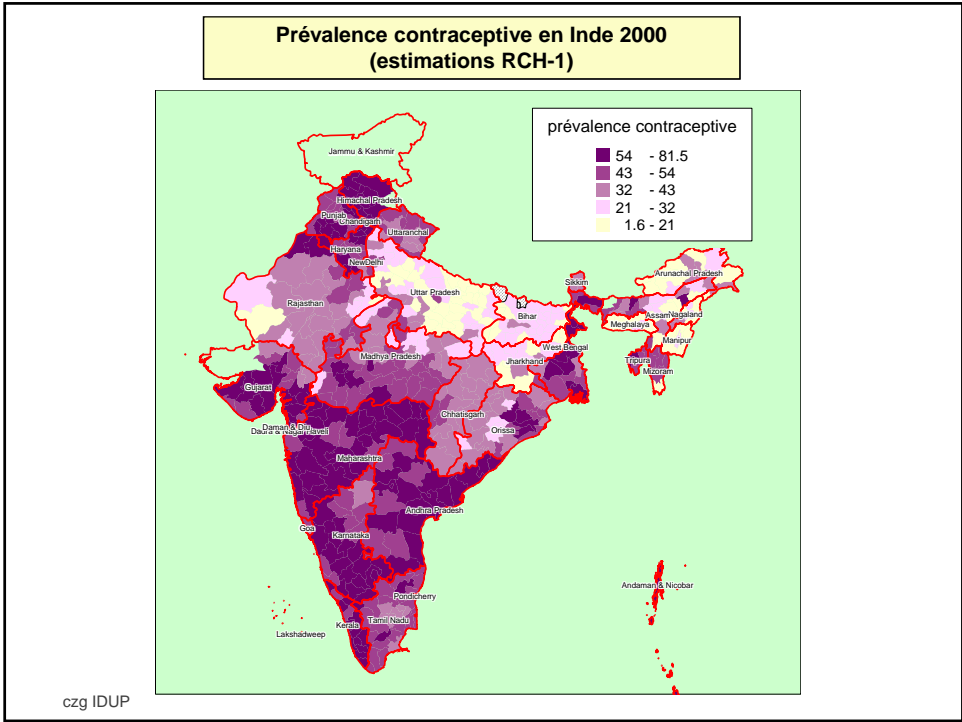 Prévalence contraceptive en Inde 2000
(estimations RCH-1)
prévalence contraceptive
54 - 81.5
43 - 54
32 - 43
21 - 32
1.6 - 21
Jammu & Kashmir
Himachal Pradesh
Punjab
Chandigarh
Uttaranchal
Haryana
NewDelhi
Rajasthan
Uttar Pradesh
Bihar
Sikkim
Arunachal Pradesh
Assam
Nagaland
Meghalaya
Manipur
Tripura
Mizoram
West Bengal
Jharkhand
Madhya Pradesh
Gujarat
Chhatisgarh
Orissa
Daman & Diu
Dadra & Nagar Haveli
Maharashtra
Andhra Pradesh
Goa
Karnataka
Pondicherry
Tamil Nadu
Kerala
Lakshadweep
Andaman & Nicobar
czg IDUP